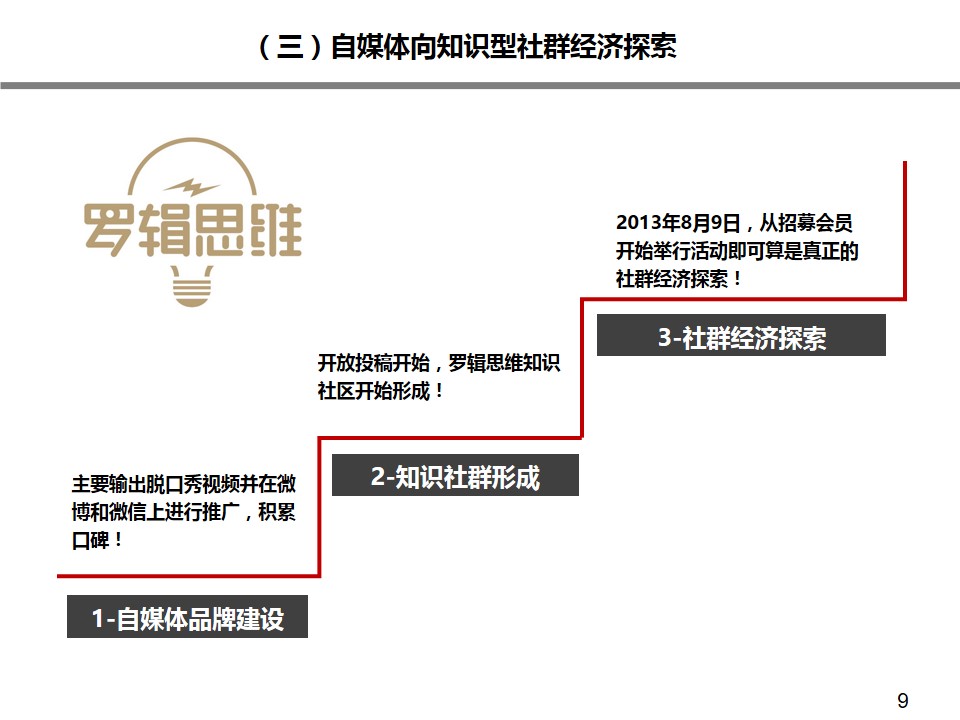 （三）自媒体向知识型社群经济探索
罗辑思维
2013年8月9日，从招募会员
开始举行活动即可算是真正的
社群经济探索！
3-社群经济探索
开放投稿开始，罗辑思维知识
社区开始形成！
2-知识社群形成
主要输出脱口秀视频并在微
博和微信上进行推广，积累
口碑！
1-自媒体品牌建设
9